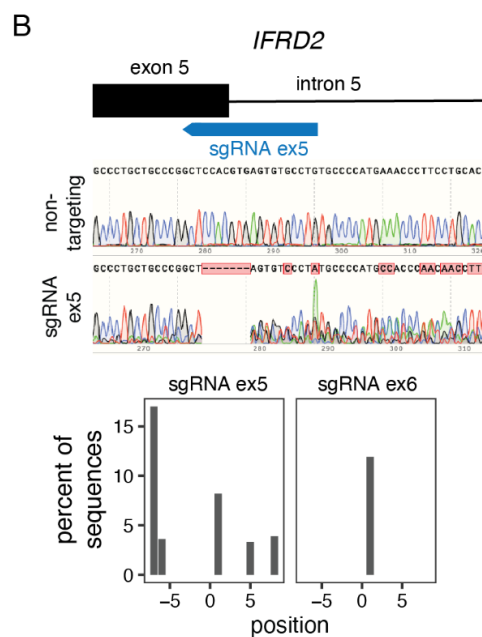 B
IFRD2
exon 5
intron 5
sgRNA ex5
non-
targeting
GCCCTGCTGCCCGGCTCCACGTGAGTGTGCCTGTGCCCCATGAAACCCTTCCTGCAC
270 280 290 300 310
sgRNA
ex5
GCCCTGCTGCCCGGCT-------AGTGTCCCTATGCCCCATGCCACCCAACAACCTT
270 280 290 300 310
sgRNA ex5 sgRNA ex6
percent of
sequences
15
10
5
0
−5 0 5 −5 0 5
position